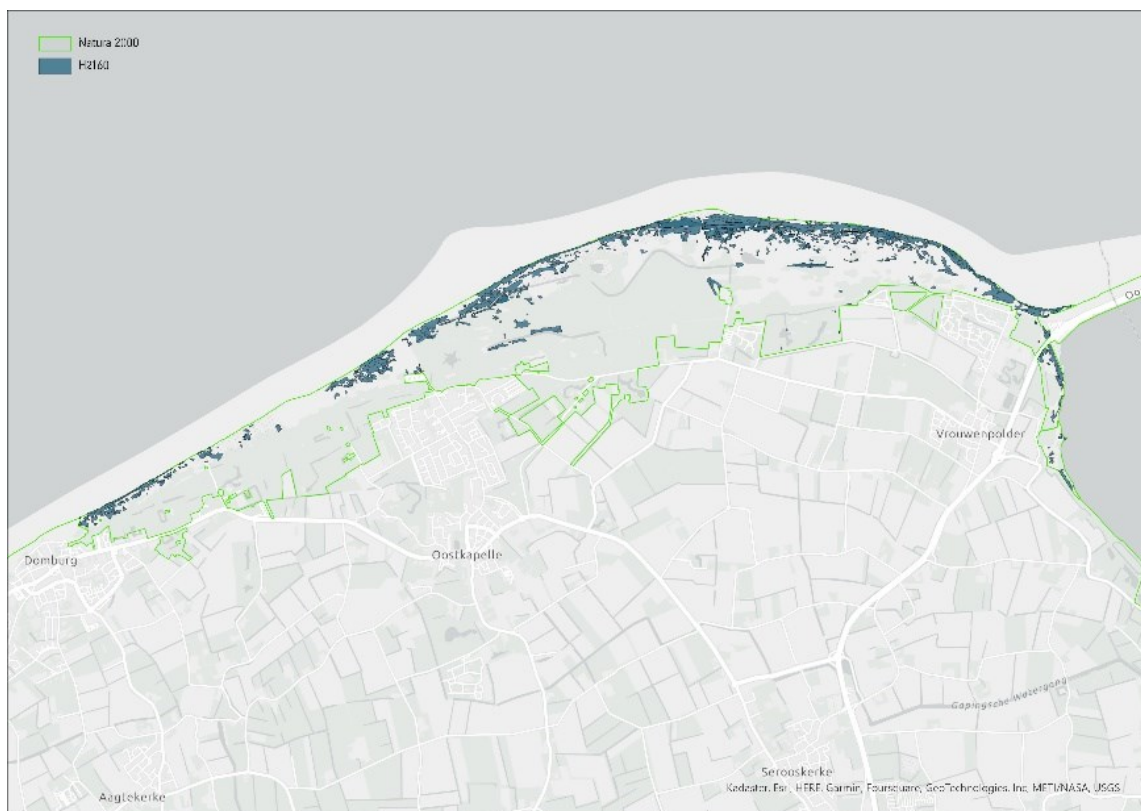 Natura 2000
H2160
Oo
Vrouwenpolder
Domburg
Oostkapelle
Gapingsche Watergang
Serooskerke
Aagtekerke
Kadaster, Esri, HERE, Garmin, Foursquare, GeoTechnologies, Inc, METI/NASA, USGS